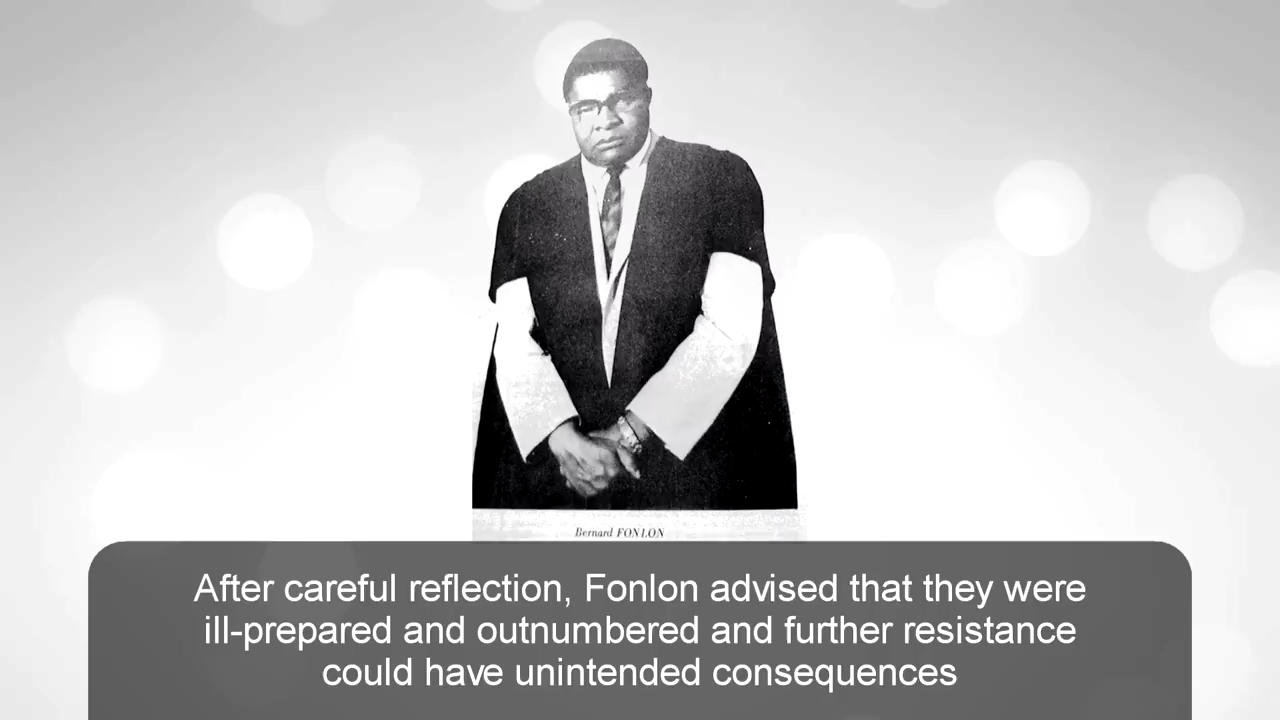 Bernard FONLON
After careful reflection, Fonlon advised that they were
ill-prepared and outnumbered and further resistance
could have unintended consequences